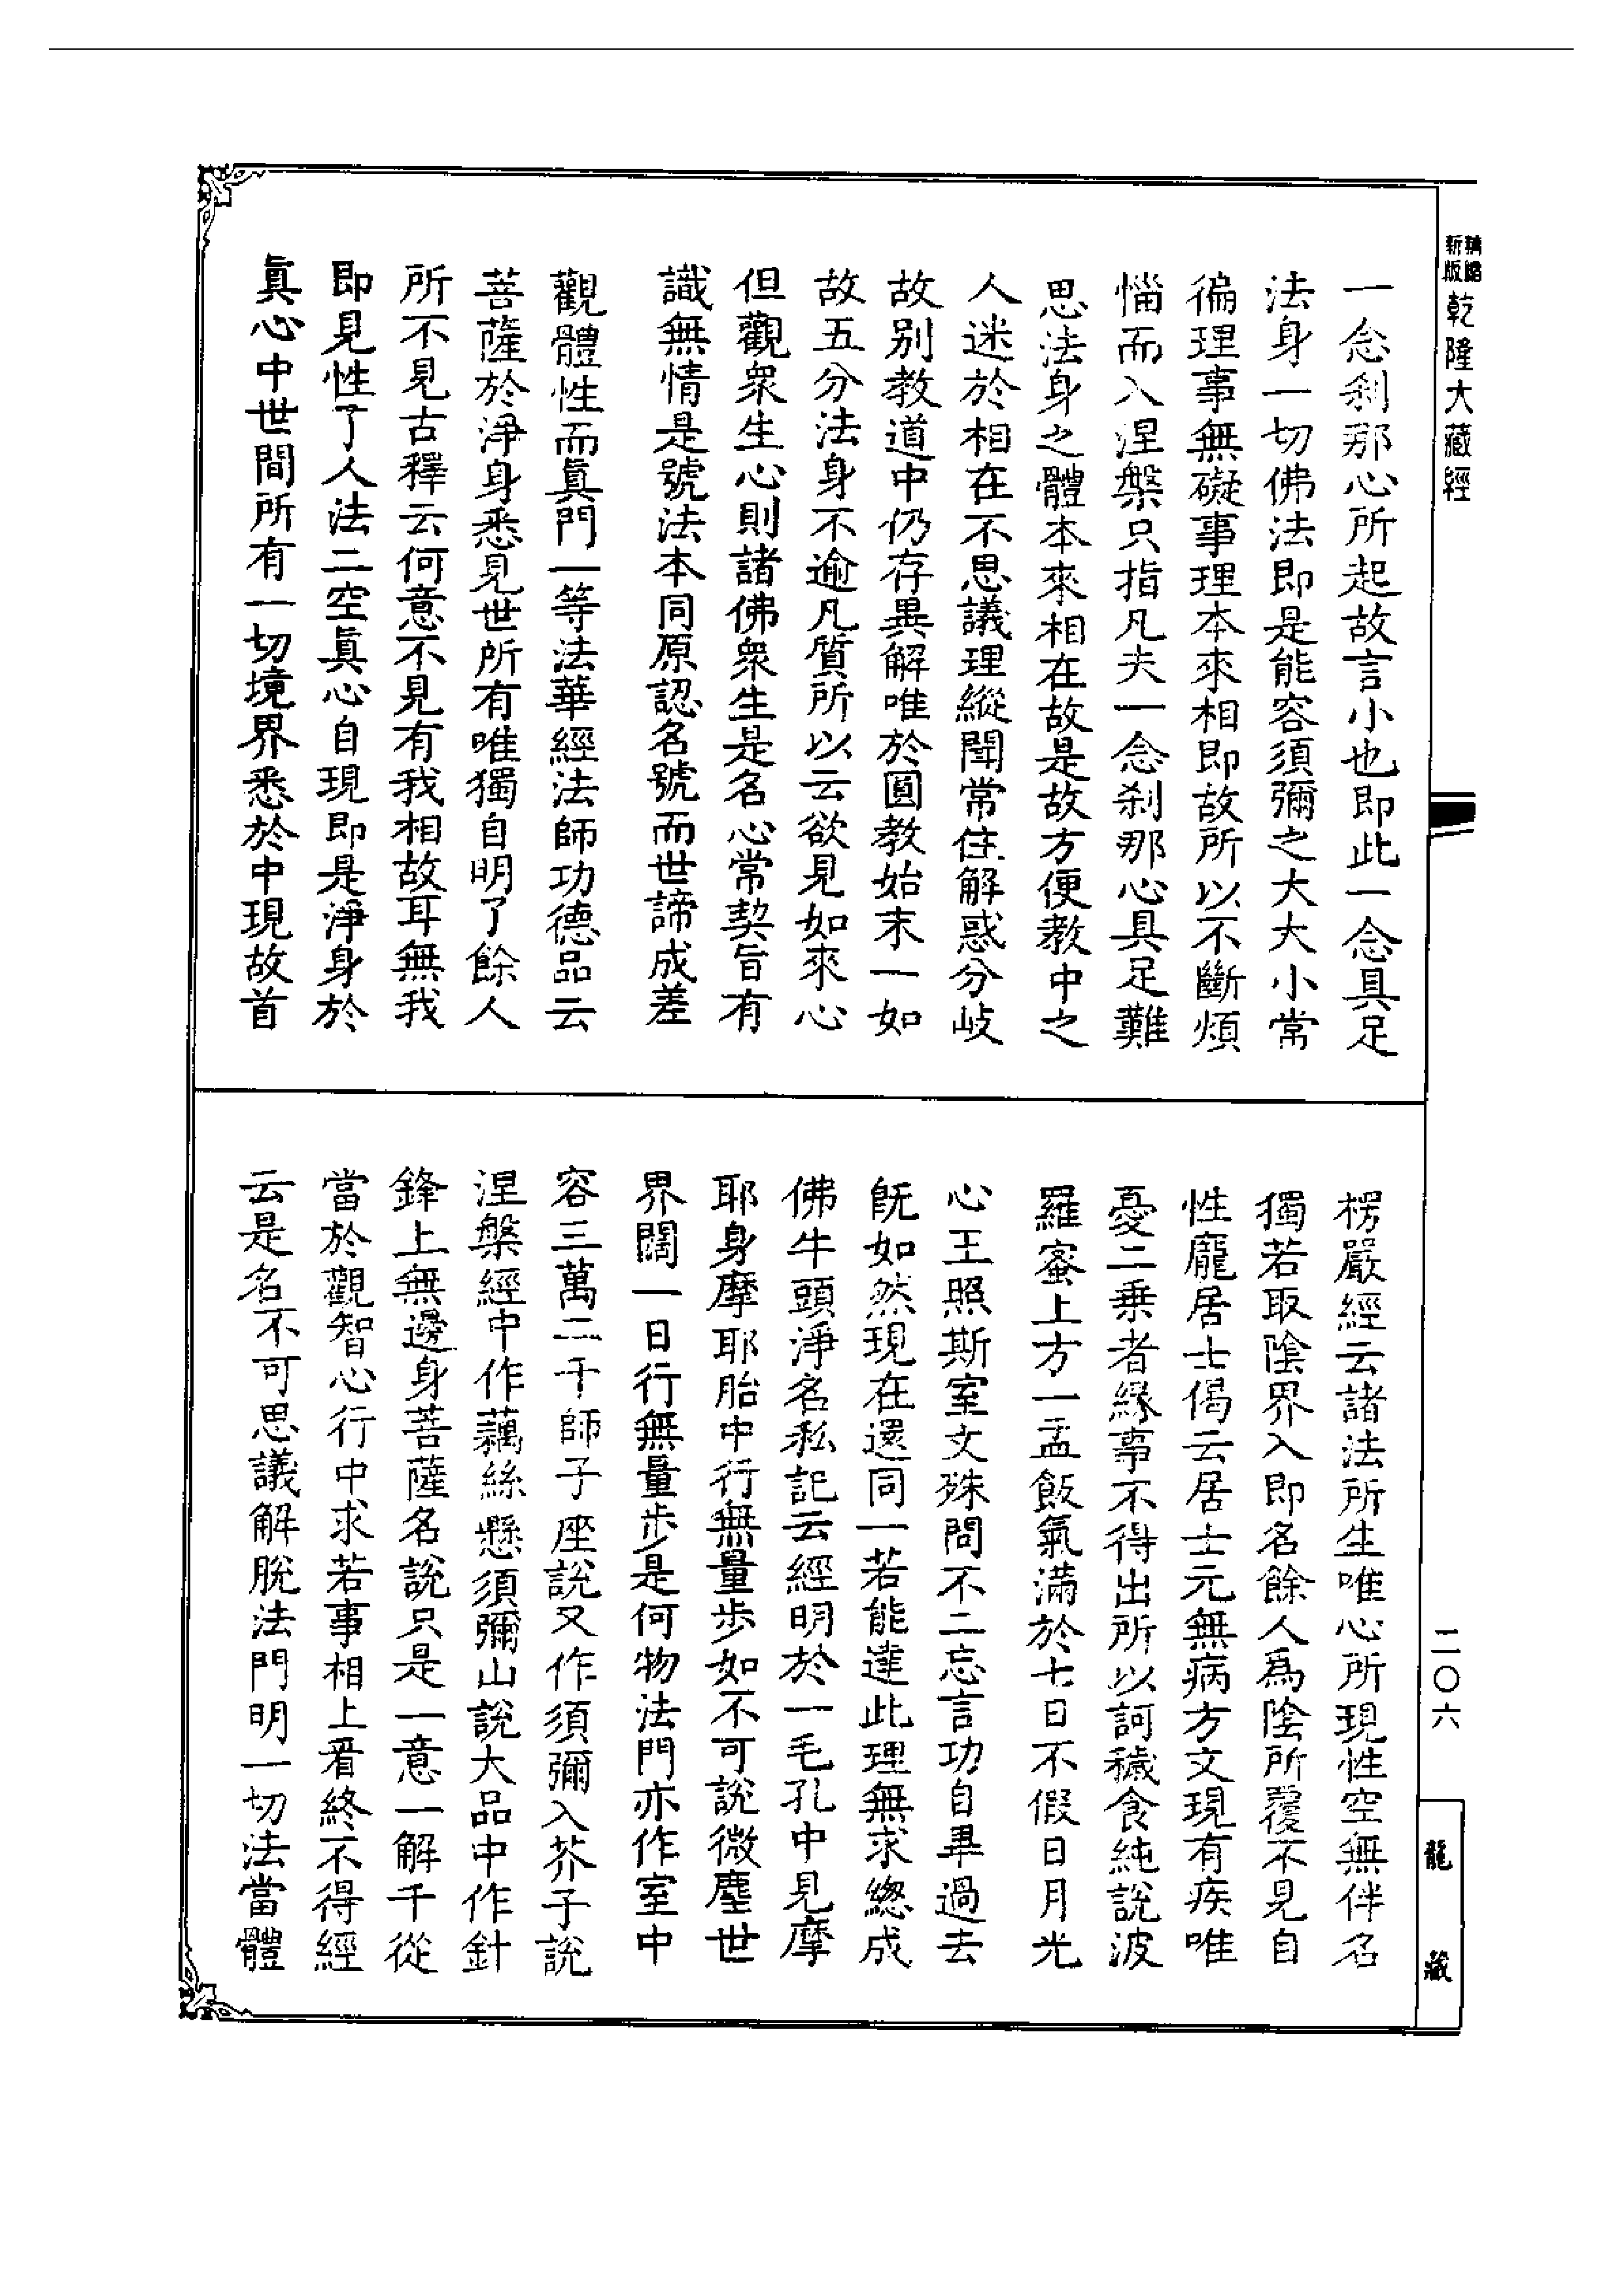 新版
精縮
乾隆大藏經
一念剎那心所起故言小也即此一念具足
法身一切佛法即是能容須彌之大大小常
徧理事無礙事理本來相即故所以不斷煩
惱而入涅槃只指凡夫一念剎那心具足難
思法身之體本來相在故是故方便教中之
人迷於相在不思議理縱聞常住解惑分岐
故別教道中仍存異解唯於圓教始末一如
故五分法身不逾凡質所以云欲見如來心
但觀衆生心則諸佛衆生是名心常契旨有
識無情是號法本同原認名號而世諦成差
觀體性而眞門一等法華經法師功德品云
菩薩於淨身悉見世所有唯獨自明了餘人
所不見古釋云何意不見有我相故耳無我
即見性了人法二空眞心自現即是淨身於
眞心中世間所有一切境界悉於中現故首
楞嚴經云諸法所生唯心所現性空無伴名
獨若取陰界入即名餘人爲陰所覆不見自
性龐居士偈云居士元無病方文現有疾唯
憂二乗者緣事不得出所以訶穢食純說波
羅蜜上方一盂飯氣滿於七日不假日月光
心王照斯室文殊問不二忘言功自畢過去
既如然現在還同一若能達此理無求總成
佛牛頭淨名私記云經明於一毛孔中見摩
耶身摩耶胎中行無量步如不可說微塵世
界闊一日行無量步是何物法門亦作室中
容三萬二千師子座說又作須彌入芥子說
涅槃經中作藕絲懸須彌山說大品中作針
鋒上無邊身菩薩名說只是一意一解千從
當於觀智心行中求若事相上看終不得經
云是名不可思議解脫法門明一切法當體
二〇六
龍藏